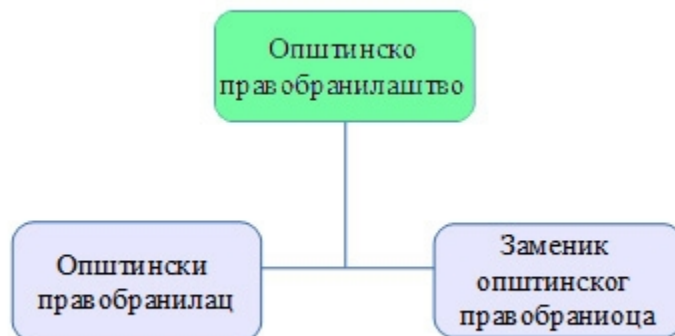 Општинско
правобранилаштво
Општински
правобранилац
Заменик
општинског
правобраниоца